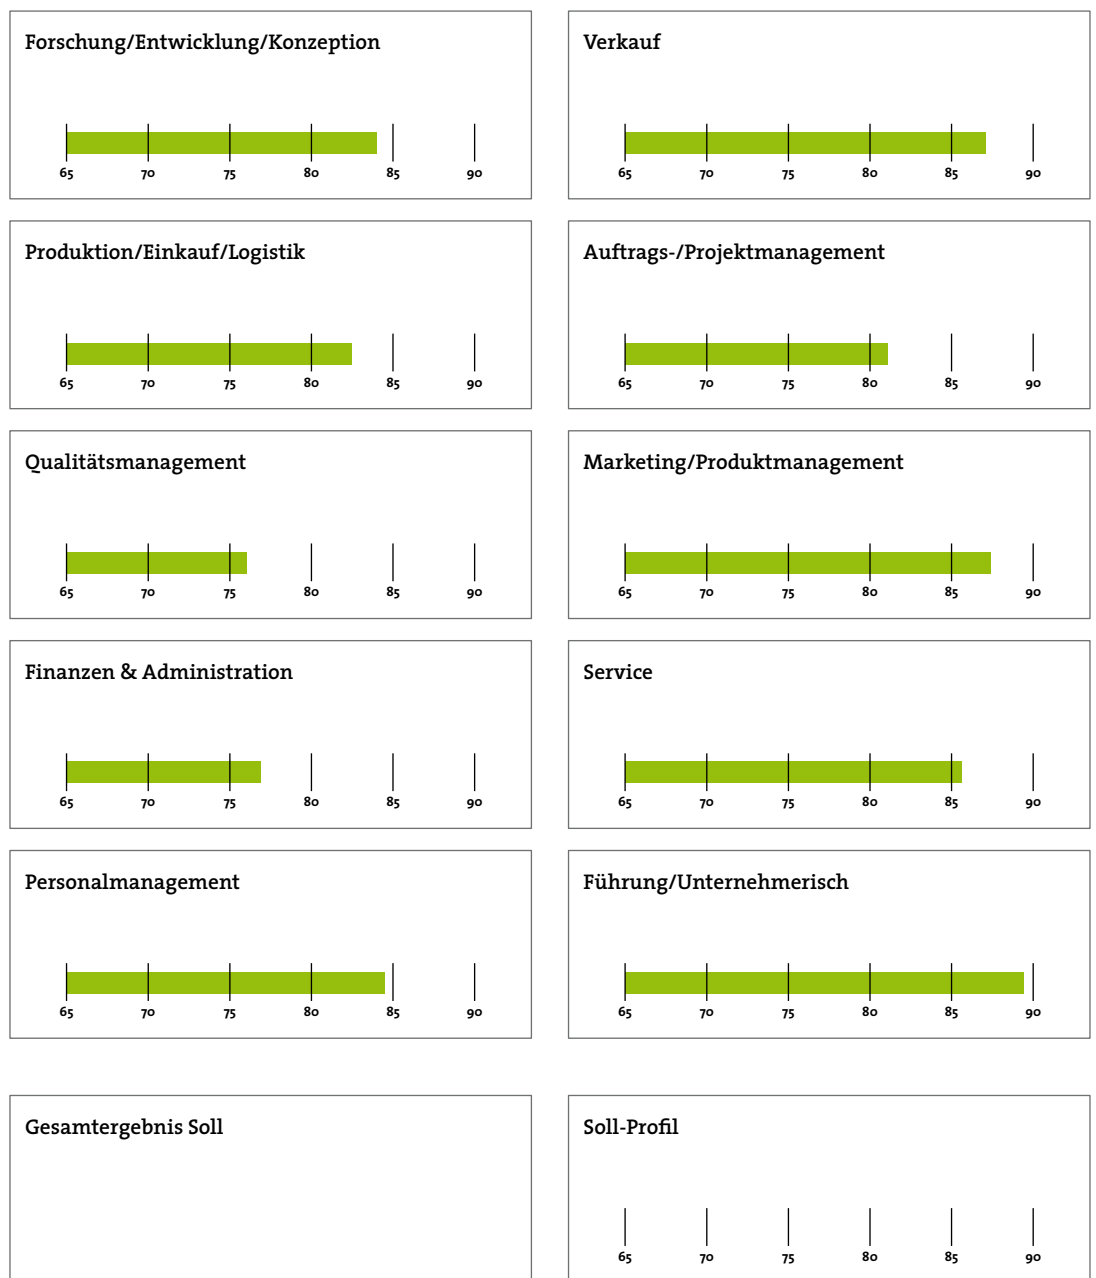 Forschung/Entwicklung/Konzeption
65 70 75 80 85 90
Verkauf
65 70 75 80 85 90
Produktion/Einkauf/Logistik
65 70 75 80 85 90
Auftrags-/Projektmanagement
65 70 75 80 85 90
Qualitätsmanagement
65 70 75 80 85 90
Marketing/Produktmanagement
65 70 75 80 85 90
Finanzen & Administration
65 70 75 80 85 90
Service
65 70 75 80 85 90
Personalmanagement
65 70 75 80 85 90
Führung/Unternehmerisch
65 70 75 80 85 90
Gesamtergebnis Soll
Soll-Profil
65 70 75 80 85 90